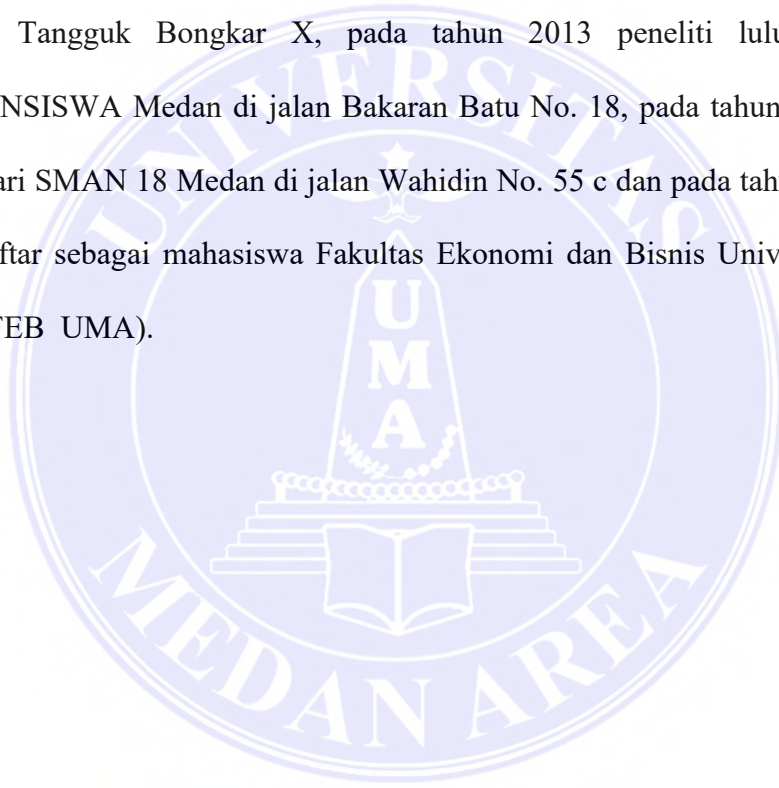 Tangguk Bongkar X, pada tahun 2013 peneliti lulu
NSISWA Medan di jalan Bakaran Batu No. 18, pada tahun
ari SMAN 18 Medan di jalan Wahidin No. 55 c dan pada tah
ftar sebagai mahasiswa Fakultas Ekonomi dan Bisnis Univ
FEB UMA).
UNIVERSITAS
UMA
MEDAN AREA